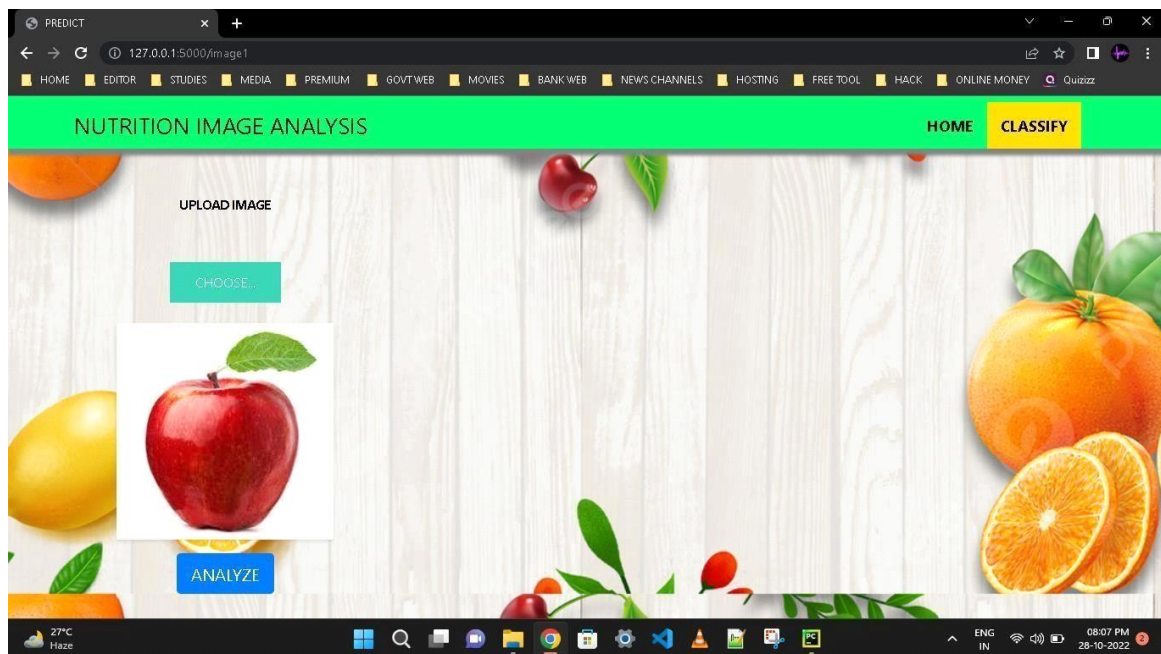 PREDICT
127.0.0.1:5000/image1
HOME EDITOR STUDIES MEDIA PREMIUM GOVT WEB MOVIES BANK WEB NEWS CHANNELS HOSTING FREE TOOL HACK ONLINE MONEY Quizizz
NUTRITION IMAGE ANALYSIS HOME CLASSIFY
UPLOAD IMAGE
CHOOSE...
ANALYZE
27°C
Haze
ENG
IN
08:07 PM
28-10-2022
2